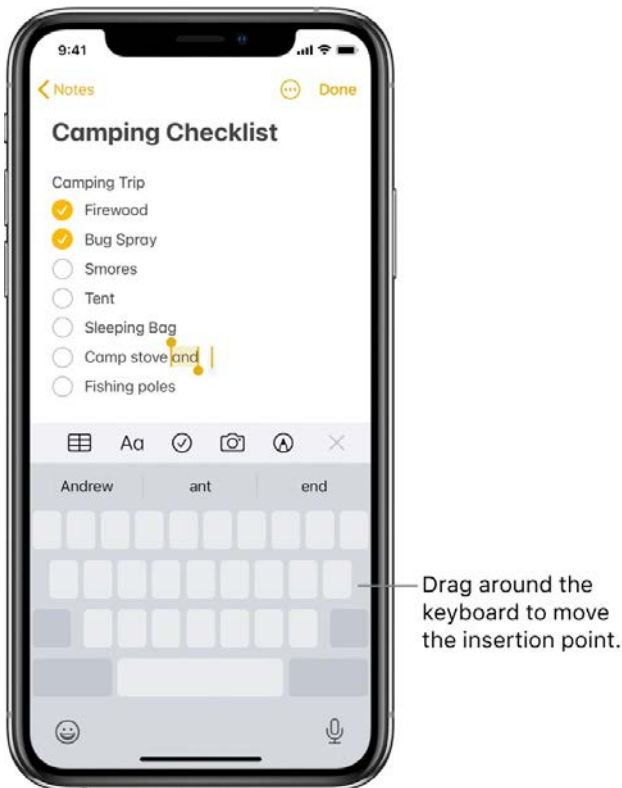 9:41
Notes
Done
Camping Checklist
Camping Trip
Firewood
Bug Spray
Smores
Tent
Sleeping Bag
Camp stove and
Fishing poles
Aa
Andrew ant end
Drag around the
keyboard to move
the insertion point.